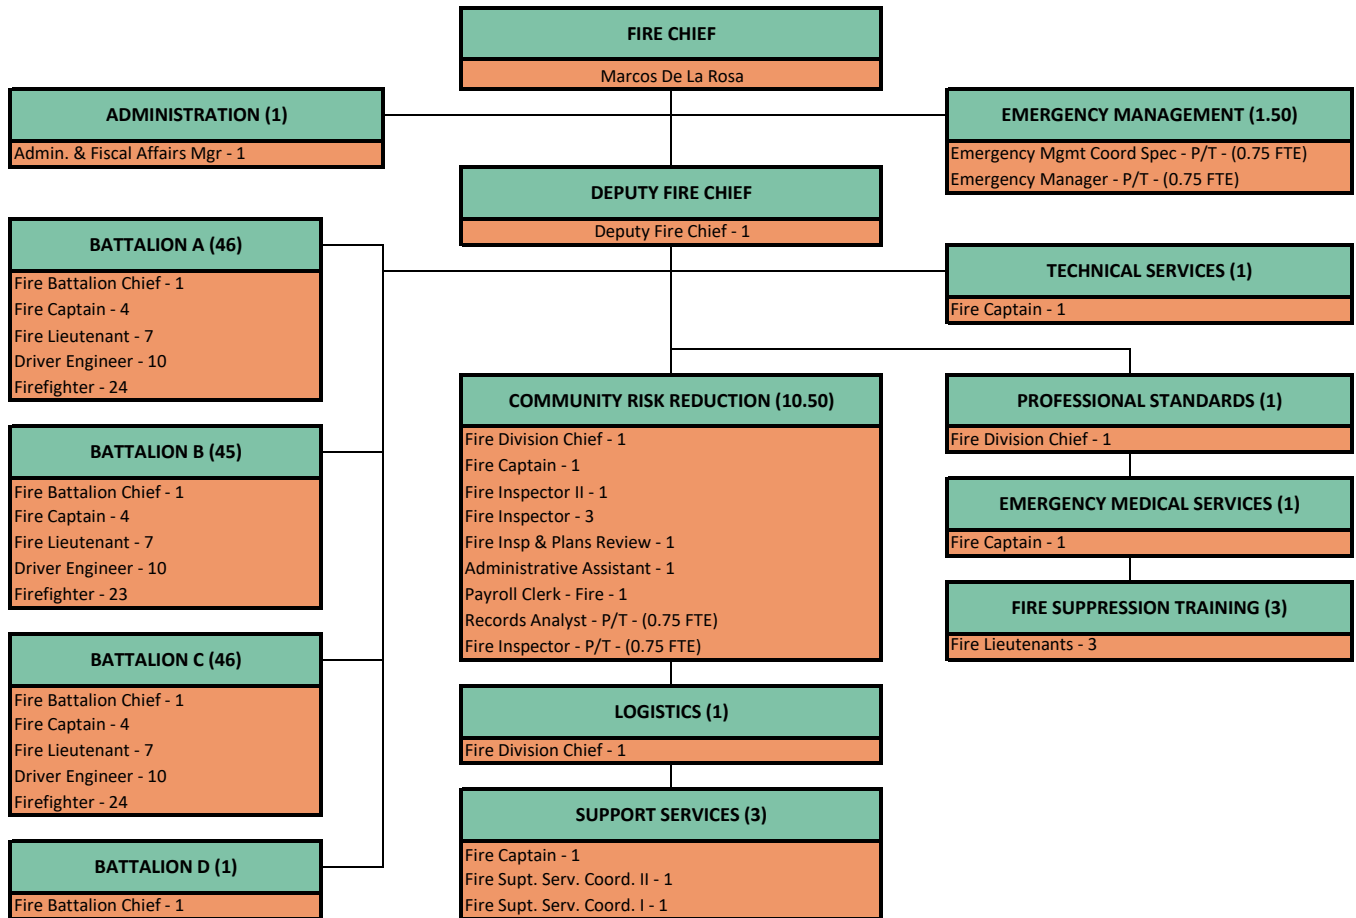 FIRE CHIEF
Marcos De La Rosa
ADMINISTRATION (1)
Admin. & Fiscal Affairs Mgr - 1
EMERGENCY MANAGEMENT (1.50)
Emergency Mgmt Coord Spec - P/T - (0.75 FTE)
Emergency Manager - P/T - (0.75 FTE)
DEPUTY FIRE CHIEF
Deputy Fire Chief - 1
BATTALION A (46)
Fire Battalion Chief - 1
Fire Captain - 4
Fire Lieutenant - 7
Driver Engineer - 10
Firefighter - 24
TECHNICAL SERVICES (1)
Fire Captain - 1
BATTALION B (45)
Fire Battalion Chief - 1
Fire Captain - 4
Fire Lieutenant - 7
Driver Engineer - 10
Firefighter - 23
BATTALION C (46)
Fire Battalion Chief - 1
Fire Captain - 4
Fire Lieutenant - 7
Driver Engineer - 10
Firefighter - 24
BATTALION D (1)
Fire Battalion Chief - 1
COMMUNITY RISK REDUCTION (10.50)
Fire Division Chief - 1
Fire Captain - 1
Fire Inspector II - 1
Fire Inspector - 3
Fire Insp & Plans Review - 1
Administrative Assistant - 1
Payroll Clerk - Fire - 1
Records Analyst - P/T - (0.75 FTE)
Fire Inspector - P/T - (0.75 FTE)
LOGISTICS (1)
Fire Division Chief - 1
SUPPORT SERVICES (3)
Fire Captain - 1
Fire Supt. Serv. Coord. II - 1
Fire Supt. Serv. Coord. I - 1
PROFESSIONAL STANDARDS (1)
Fire Division Chief - 1
EMERGENCY MEDICAL SERVICES (1)
Fire Captain - 1
FIRE SUPPRESSION TRAINING (3)
Fire Lieutenants - 3